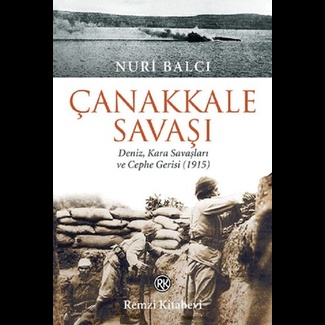 NURİ BALCI
ÇANAKKALE
SAVAŞI
Deniz, Kara Savaşları
ve Cephe Gerisi (1915)
RK
Remzi Kitabevi